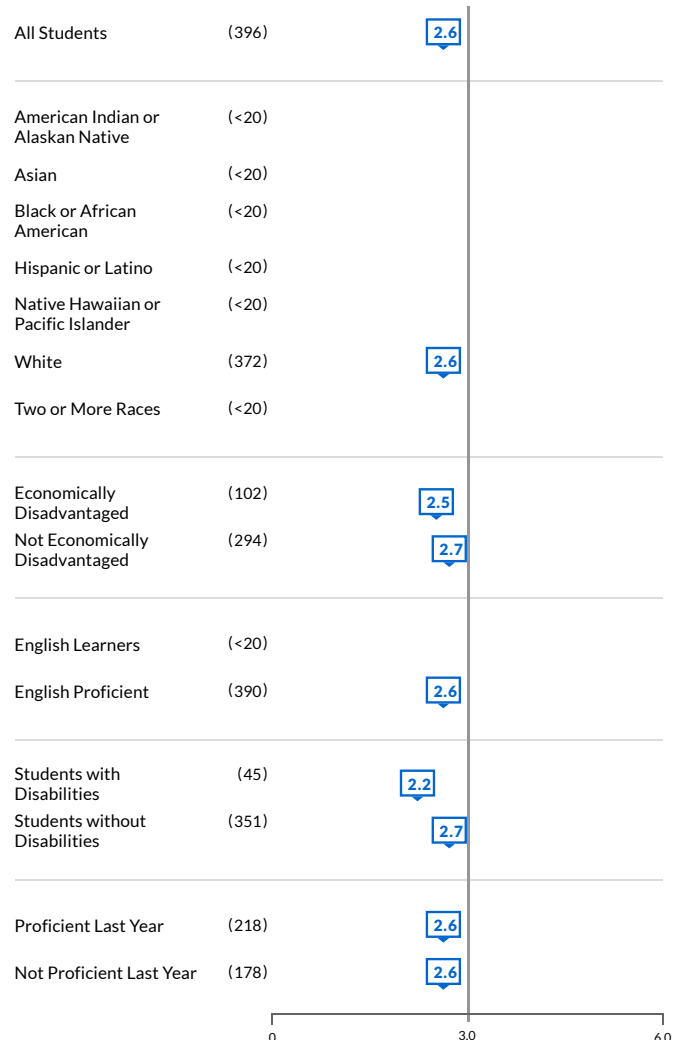 All Students (396) 2.6
American Indian or (<20)
Alaskan Native
Asian (<20)
Black or African (<20)
American
Hispanic or Latino (<20)
Native Hawaiian or (<20)
Pacific Islander
White (372) 2.6
Two or More Races (<20)
Economically (102) 2.5
Disadvantaged
Not Economically (294) 2.7
Disadvantaged
English Learners (<20)
English Proficient (390) 2.6
Students with (45) 2.2
Disabilities
Students without (351) 2.7
Disabilities
Proficient Last Year (218) 2.6
Not Proficient Last Year (178) 2.6
0 3.0 6.0